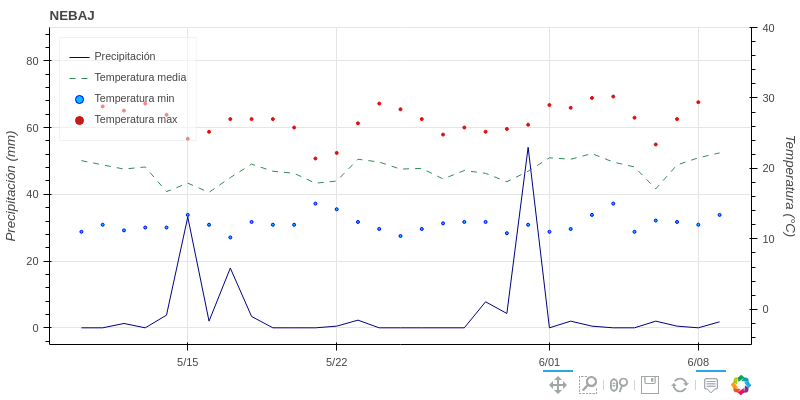 NEBAJ
Precipitación
Temperatura media
Temperatura min
Temperatura max
Precipitación (mm)
80
60
40
20
0
Temperatura (°C)
40
30
20
10
0
5/15 5/22 6/01 6/08